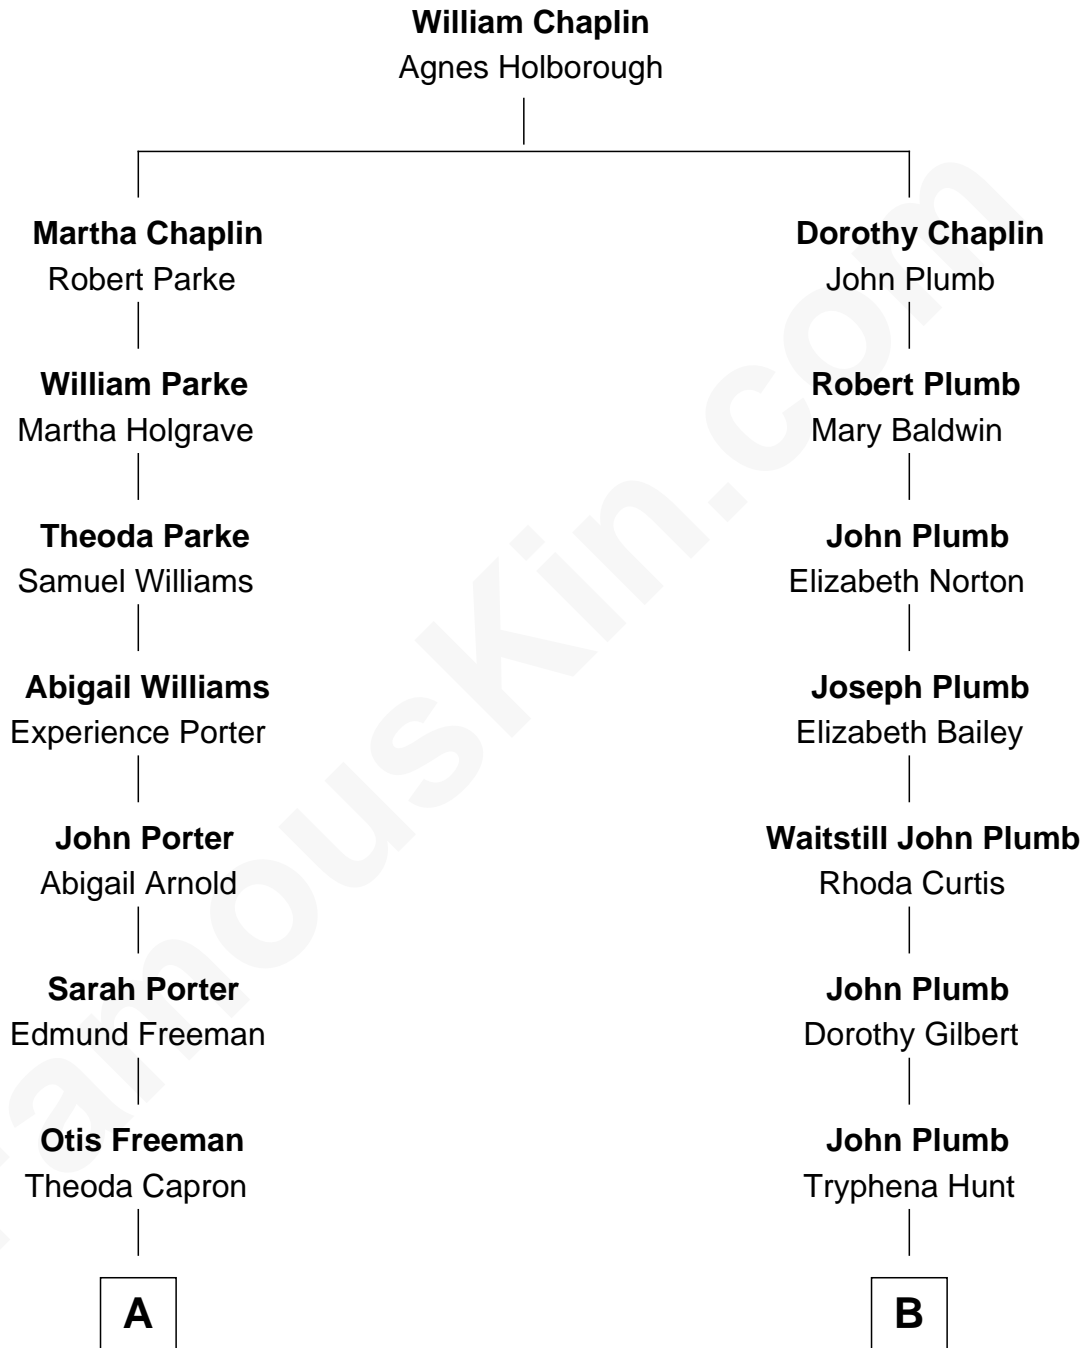 William Chaplin
Agnes Holborough
Martha Chaplin
Robert Parke
Dorothy Chaplin
John Plumb
William Parke
Martha Holgrave
Robert Plumb
Mary Baldwin
Theoda Parke
Samuel Williams
John Plumb
Elizabeth Norton
Abigail Williams
Experience Porter
Joseph Plumb
Elizabeth Bailey
John Porter
Abigail Arnold
Waitstill John Plumb
Rhoda Curtis
Sarah Porter
Edmund Freeman
John Plumb
Dorothy Gilbert
Otis Freeman
Theoda Capron
John Plumb
Tryphena Hunt
A
B
FamousKin.com